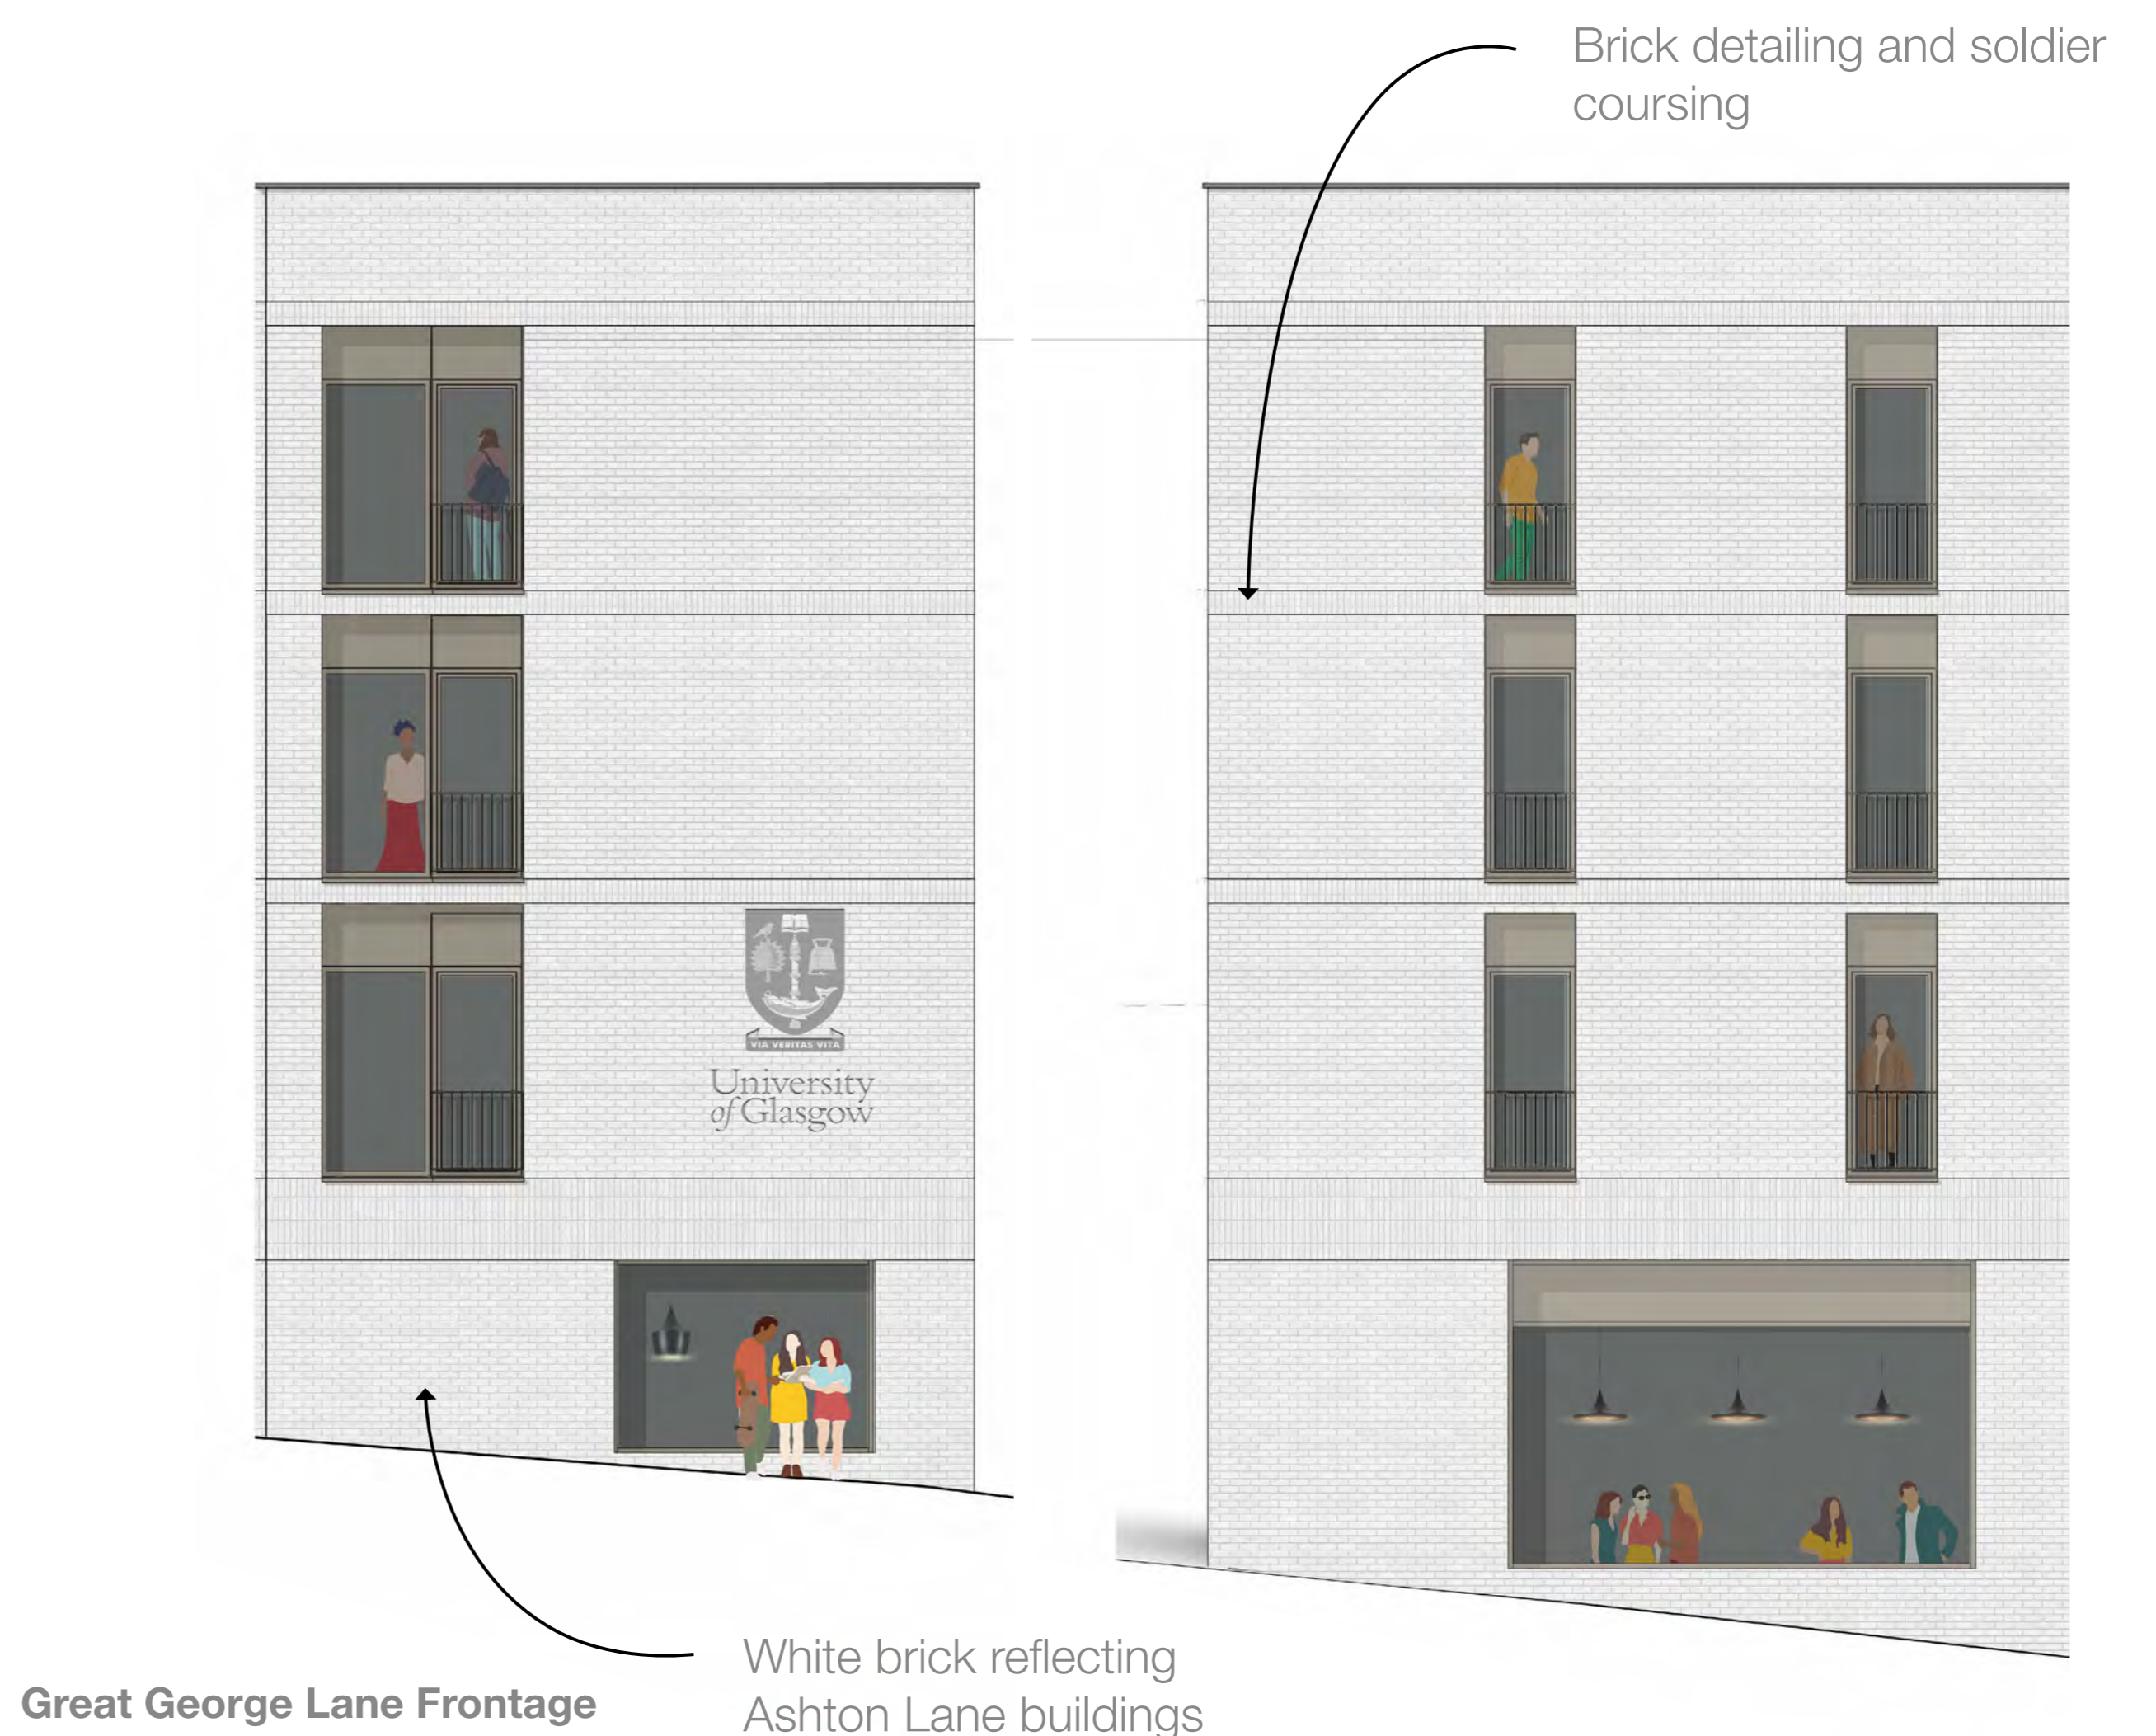 Brick detailing and soldier
coursing
VIA VERITAS VITA
University
of Glasgow
White brick reflecting
Ashton Lane buildings
Great George Lane Frontage